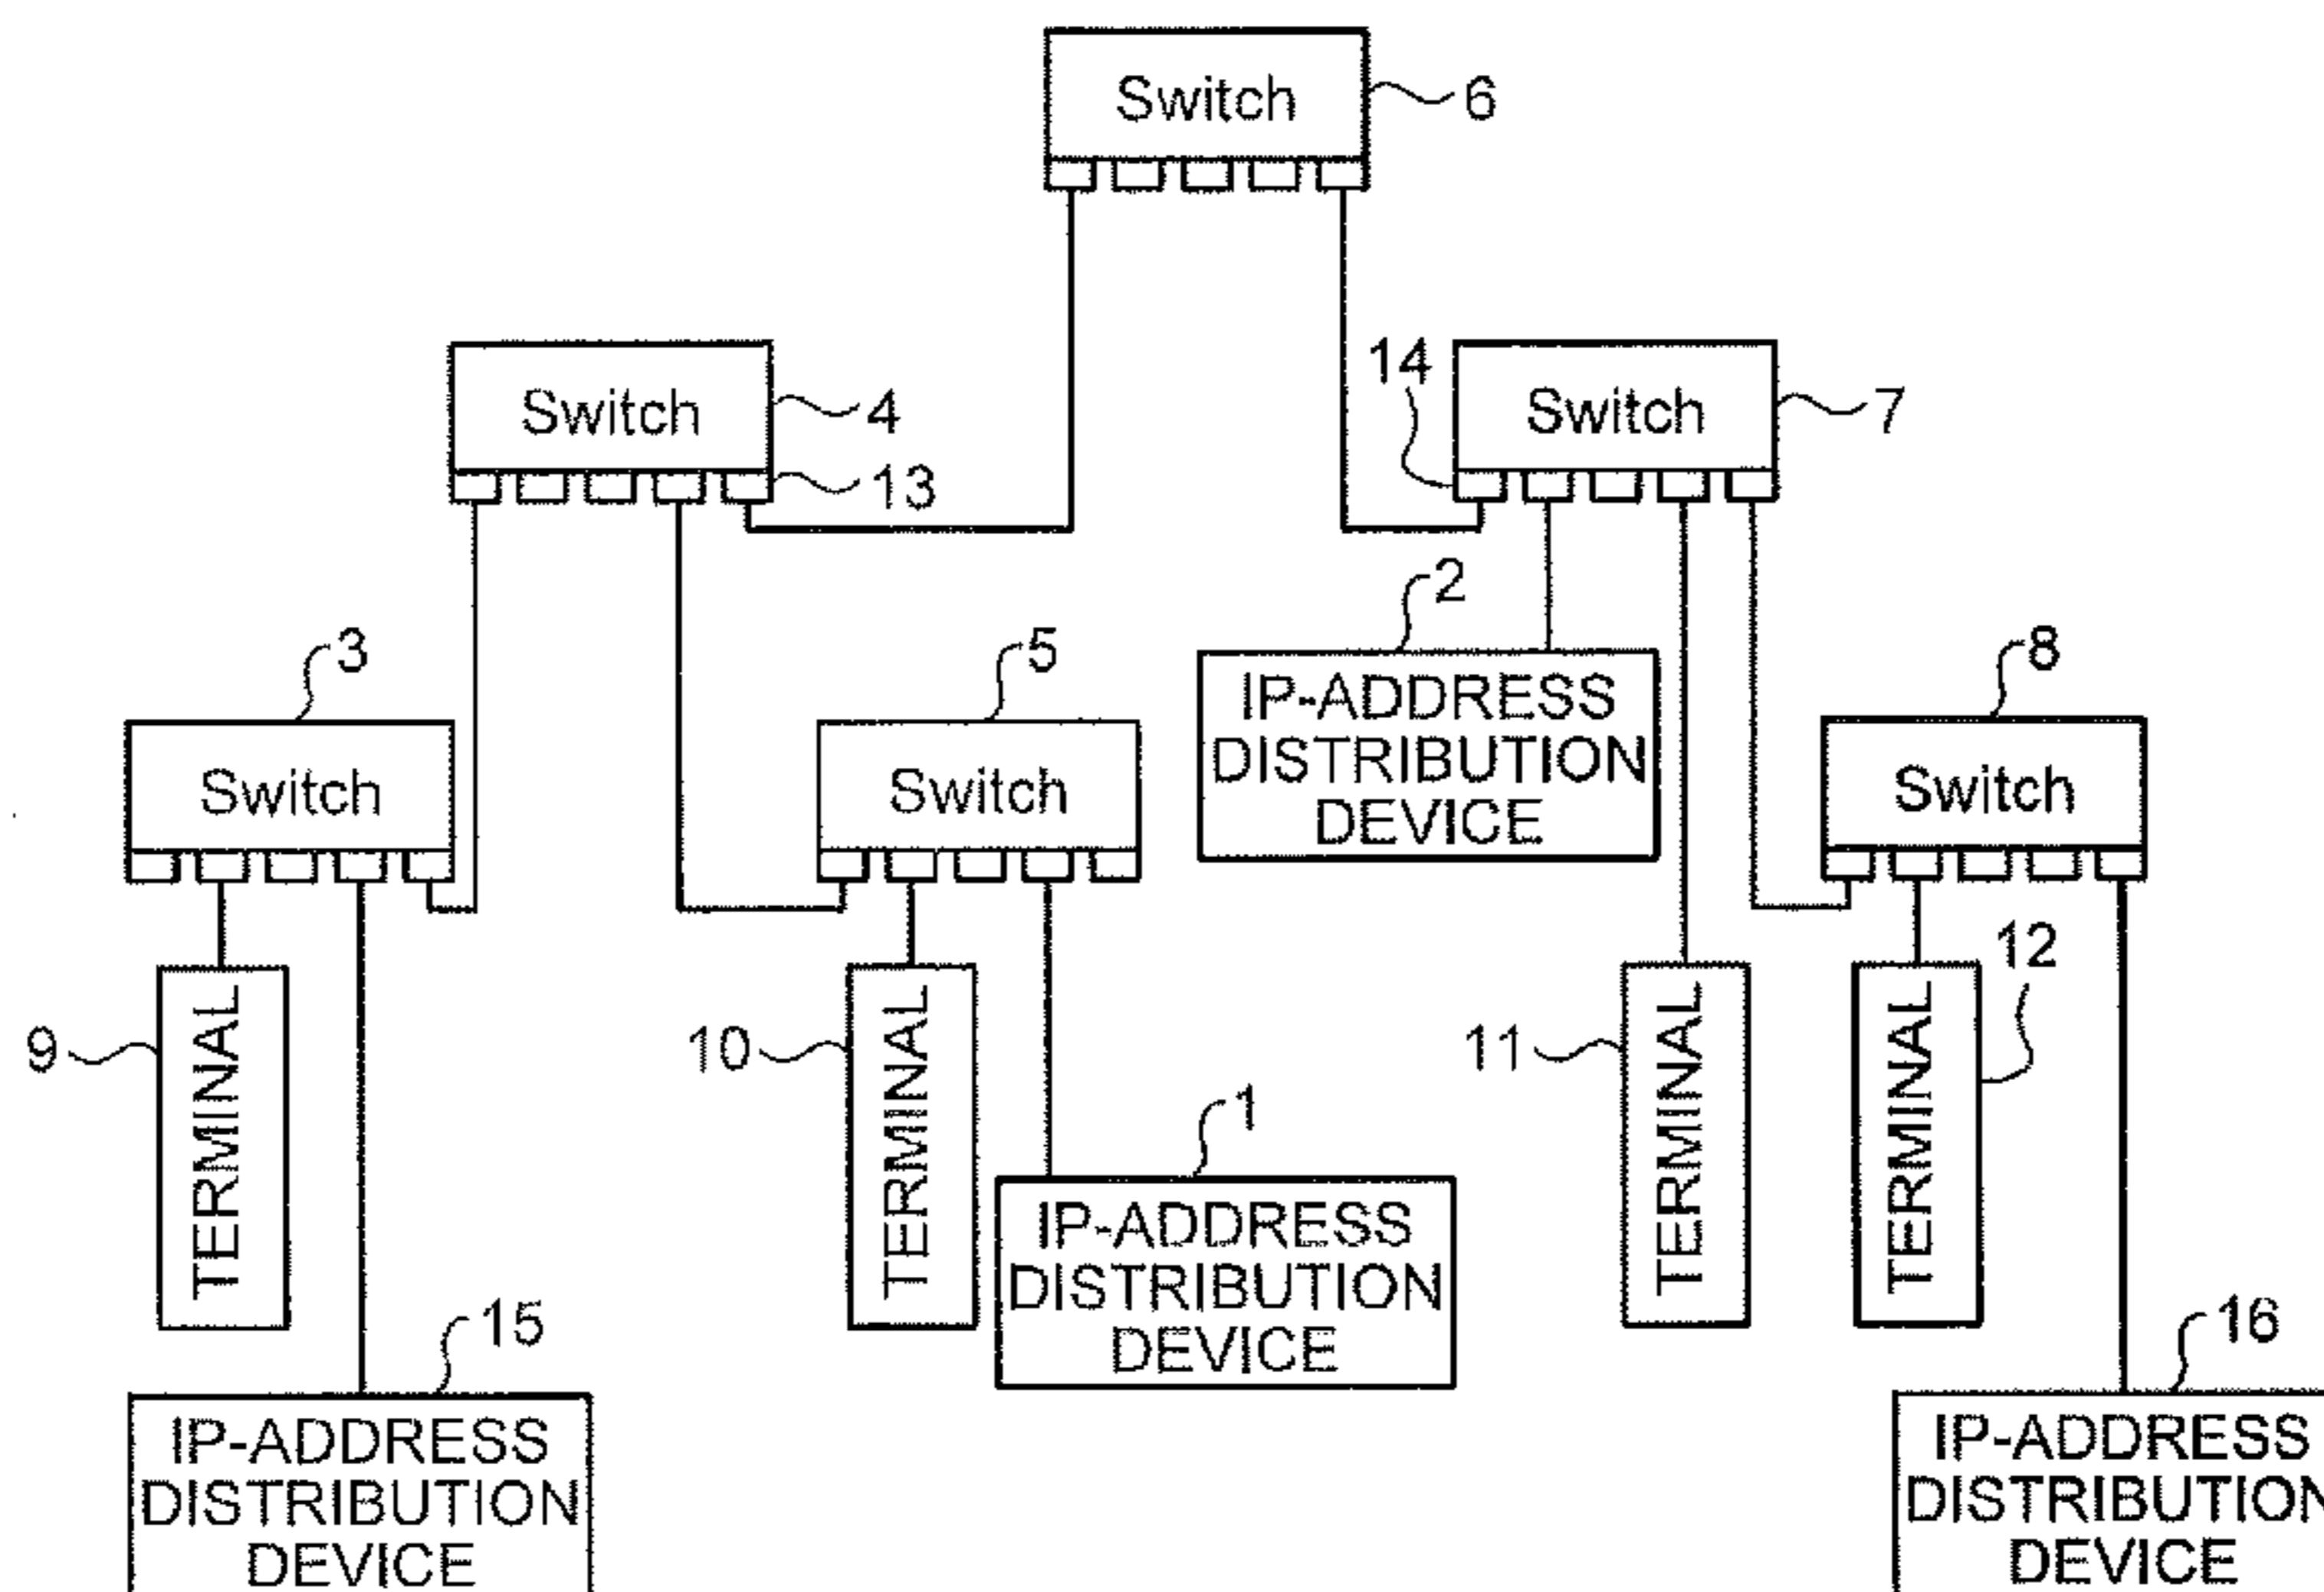 Switch
6
Switch
4
13
14
Switch
7
2
IP-ADDRESS
DISTRIBUTION
DEVICE
3
Switch
5
Switch
8
Switch
9
TERMINAL
10
TERMINAL
11
TERMINAL
12
TERMINAL
1
IP-ADDRESS
DISTRIBUTION
DEVICE
15
IP-ADDRESS
DISTRIBUTION
DEVICE
16
IP-ADDRESS
DISTRIBUTION
DEVICE